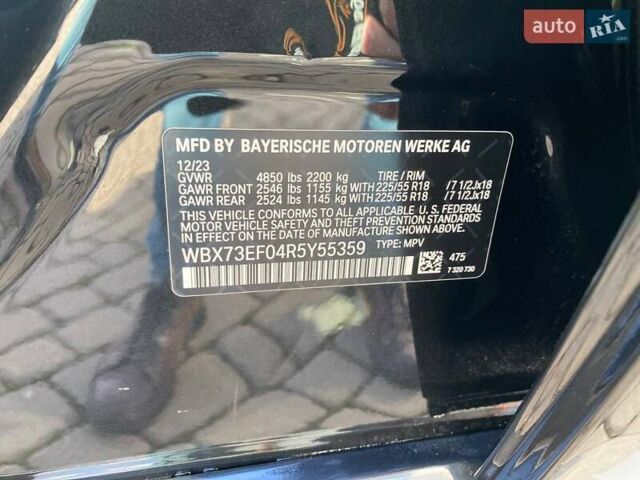 auto RIA.com
MFD BY BAYERISCHE MOTOREN WERKE AG
12/23
GVWR 4850 lbs 2200 kg TIRE / RIM
GAWR FRONT 2546 lbs 1155 kg WITH 225/55 R18 /7 1/2Jx18
GAWR REAR 2524 lbs 1145 kg WITH 225/55 R18 /7 1/2Jx18
THIS VEHICLE CONFORMS TO ALL APPLICABLE U. S. FEDERAL
MOTOR VEHICLE SAFETY AND THEFT PREVENTION STANDARDS
IN EFFECT ON THE DATE OF MANUFACTURE SHOWN ABOVE.
WBX73EF04R5Y55359 TYPE: MPV
475
7 320 730